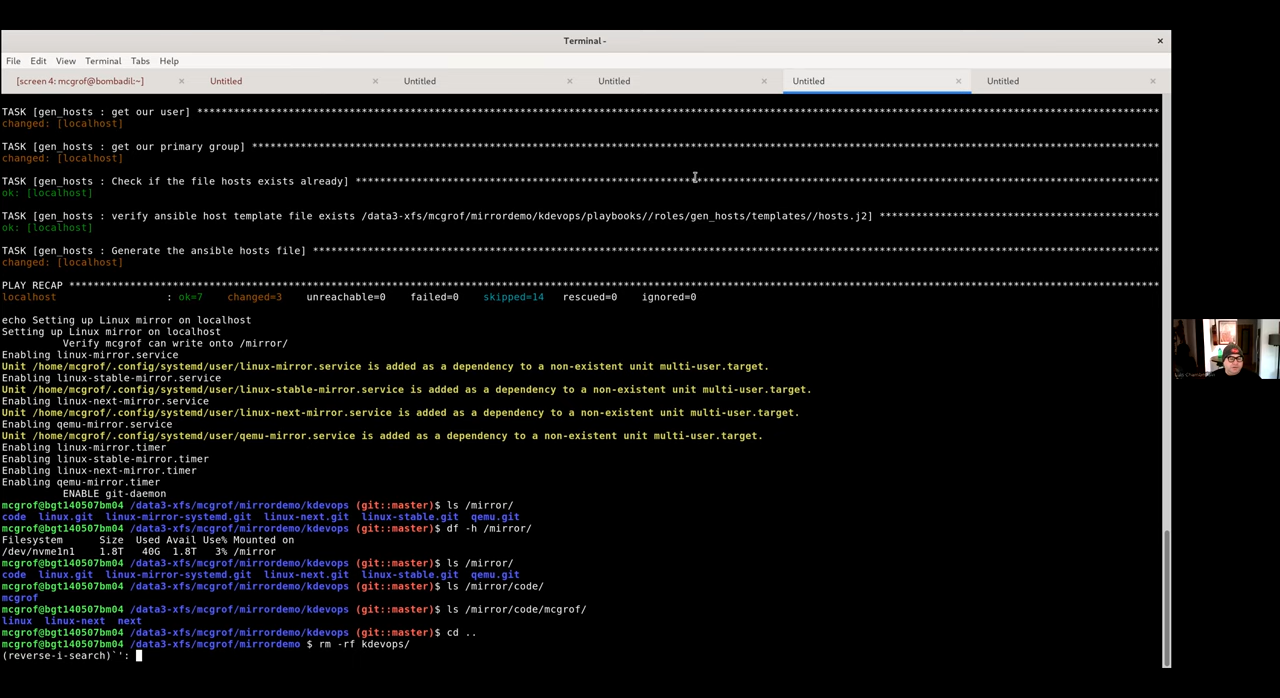 Terminal -
File Edit View Terminal Tabs Help
[screen 4: mcgrof@bombadil:~] Untitled Untitled Untitled Untitled Untitled
TASK [gen_hosts : get our user] ****************************************************************************************************************************************************************
changed: [localhost]
TASK [gen_hosts : get our primary group] *******************************************************************************************************************************************************
changed: [localhost]
TASK [gen_hosts : Check if the file hosts exists already] **************************************************************************************************************************************
ok: [localhost]
TASK [gen_hosts : verify ansible host template file exists /data3-xfs/mcgrof/mirrordemo/kdevops/playbooks//roles/gen_hosts/templates//hosts.j2] **********************************************
ok: [localhost]
TASK [gen_hosts : Generate the ansible hosts file] *********************************************************************************************************************************************
changed: [localhost]
PLAY RECAP *************************************************************************************************************************************************************************************
localhost : ok=7 changed=3 unreachable=0 failed=0 skipped=14 rescued=0 ignored=0
echo Setting up Linux mirror on localhost
Setting up Linux mirror on localhost
Verify mcgrof can write onto /mirror/
Enabling linux-mirror.service
Unit /home/mcgrof/.config/systemd/user/linux-mirror.service is added as a dependency to a non-existent unit multi-user.target.
Enabling linux-stable-mirror.service
Unit /home/mcgrof/.config/systemd/user/linux-stable-mirror.service is added as a dependency to a non-existent unit multi-user.target.
Enabling linux-next-mirror.service
Unit /home/mcgrof/.config/systemd/user/linux-next-mirror.service is added as a dependency to a non-existent unit multi-user.target.
Enabling qemu-mirror.service
Unit /home/mcgrof/.config/systemd/user/qemu-mirror.service is added as a dependency to a non-existent unit multi-user.target.
Enabling linux-mirror.timer
Enabling linux-stable-mirror.timer
Enabling linux-next-mirror.timer
Enabling qemu-mirror.timer
ENABLE git-daemon
mcgrof@bgt140507bm04 /data3-xfs/mcgrof/mirrordemo/kdevops (git::master)$ ls /mirror/
code linux.git linux-mirror-systemd.git linux-next.git linux-stable.git qemu.git
mcgrof@bgt140507bm04 /data3-xfs/mcgrof/mirrordemo/kdevops (git::master)$ df -h /mirror/
Filesystem Size Used Avail Use% Mounted on
/dev/nvme1n1 1.8T 40G 1.8T 3% /mirror
mcgrof@bgt140507bm04 /data3-xfs/mcgrof/mirrordemo/kdevops (git::master)$ ls /mirror/
code linux.git linux-mirror-systemd.git linux-next.git linux-stable.git qemu.git
mcgrof@bgt140507bm04 /data3-xfs/mcgrof/mirrordemo/kdevops (git::master)$ ls /mirror/code/
mcgrof
mcgrof@bgt140507bm04 /data3-xfs/mcgrof/mirrordemo/kdevops (git::master)$ ls /mirror/code/mcgrof/
linux linux-next next
mcgrof@bgt140507bm04 /data3-xfs/mcgrof/mirrordemo/kdevops (git::master)$ cd ..
mcgrof@bgt140507bm04 /data3-xfs/mcgrof/mirrordemo $ rm -rf kdevops/
(reverse-i-search)`':